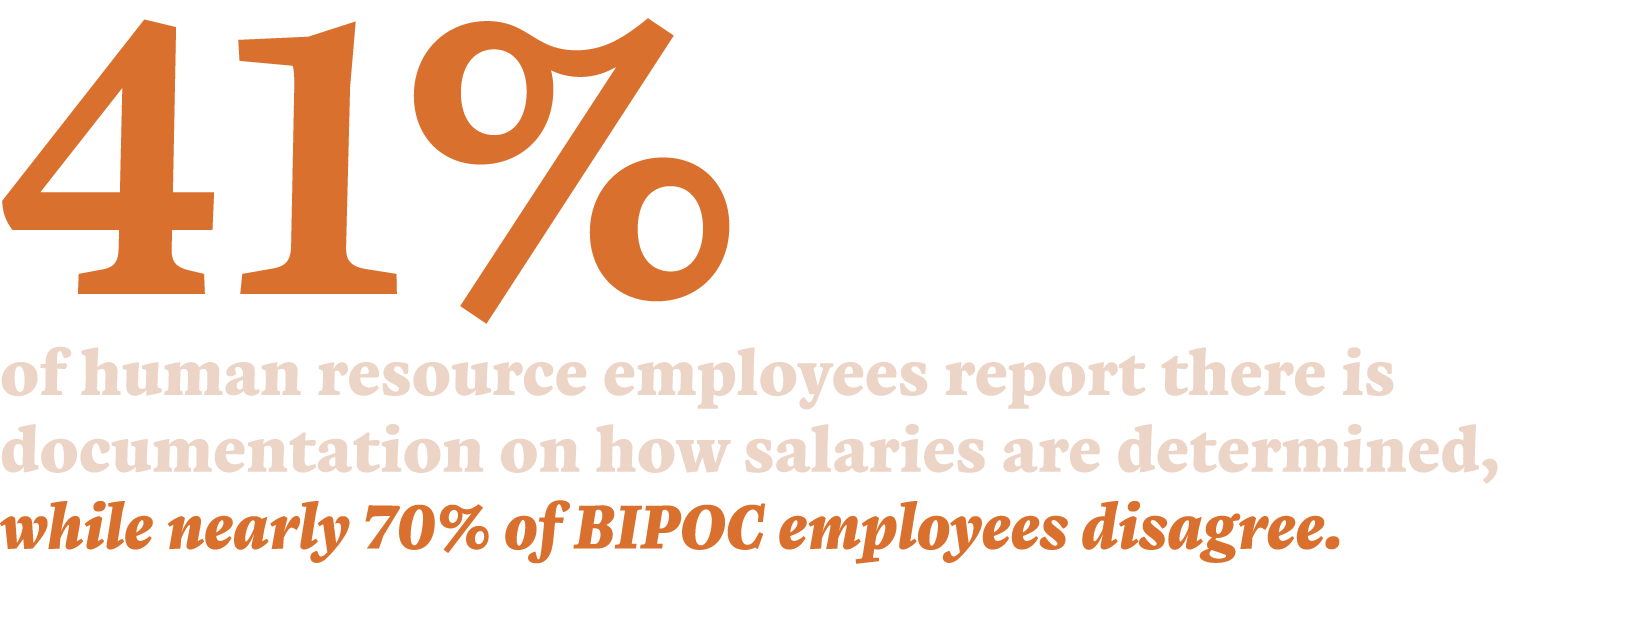 41%
of human resource employees report there is
documentation on how salaries are determined,
while nearly 70% of BIPOC employees disagree.